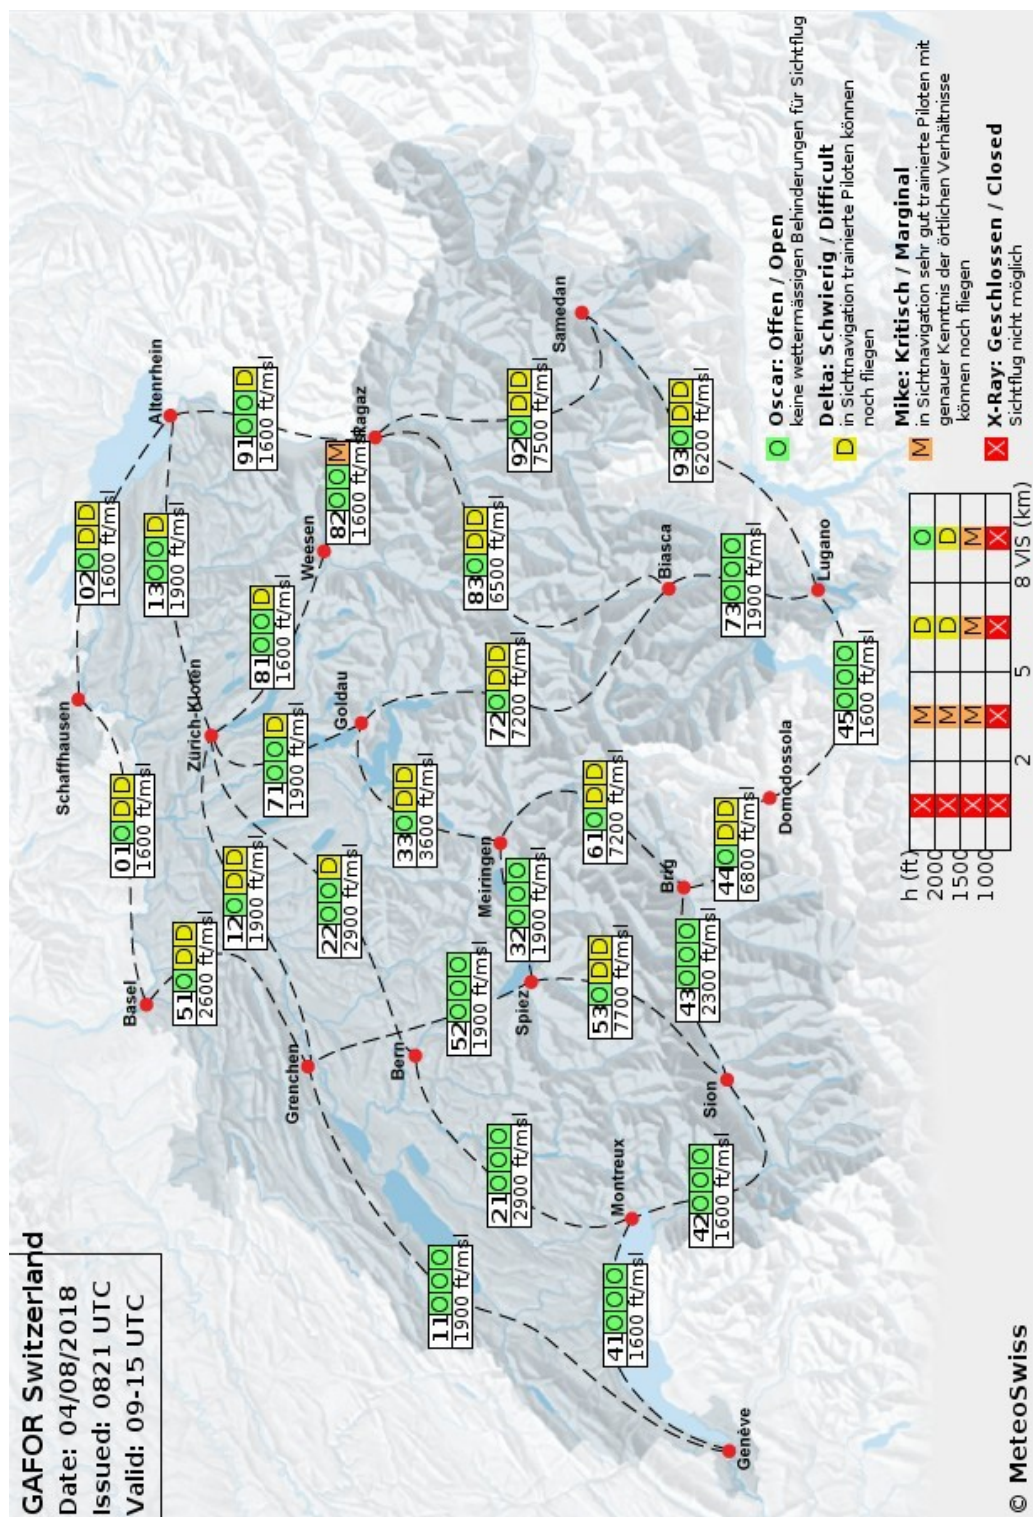 GAFOR Switzerland
Date: 04/08/2018
Issued: 0821 UTC
Valid: 09-15 UTC
Schaffhausen
Basel
Altenrhein
Zürich-Kloten
Grenchen
Weesen
Goldau
Ragaz
Bern
Meiringen
Spiez
Samedan
Montreux
Biasca
Brig
Sion
Genève
Domodossola
Lugano
01 O D D
1600 ft/msl
02 O D D
1600 ft/msl
51 O D D
2600 ft/msl
13 O O D
1900 ft/msl
12 O D D
1900 ft/msl
91 O O D
1600 ft/msl
81 O O D
1600 ft/msl
71 O O D
1900 ft/msl
22 O O D
2900 ft/msl
82 O O M
1600 ft/msl
33 O D D
3600 ft/msl
11 O O O
1900 ft/msl
52 O O O
1900 ft/msl
83 O D D
6500 ft/msl
72 O D D
7200 ft/msl
21 O O O
2900 ft/msl
92 O D D
7500 ft/msl
32 O O O
1900 ft/msl
61 O D D
7200 ft/msl
53 O D D
7700 ft/msl
41 O O O
1600 ft/msl
93 O D D
6200 ft/msl
43 O O O
2300 ft/msl
42 O O O
1600 ft/msl
44 O D D
6800 ft/msl
73 O O O
1900 ft/msl
45 O O O
1600 ft/msl
h (ft)
2000 X M D O
1500 X M D D
1000 X M M M
X X X X
2 5 8 VIS (km)
O Oscar: Offen / Open
keine wettermässigen Behinderungen für Sichtflug
D Delta: Schwierig / Difficult
in Sichtnavigation trainierte Piloten können
noch fliegen
M Mike: Kritisch / Marginal
in Sichtnavigation sehr gut trainierte Piloten mit
genauer Kenntnis der örtlichen Verhältnisse
können noch fliegen
X X-Ray: Geschlossen / Closed
Sichtflug nicht möglich
© MeteoSwiss